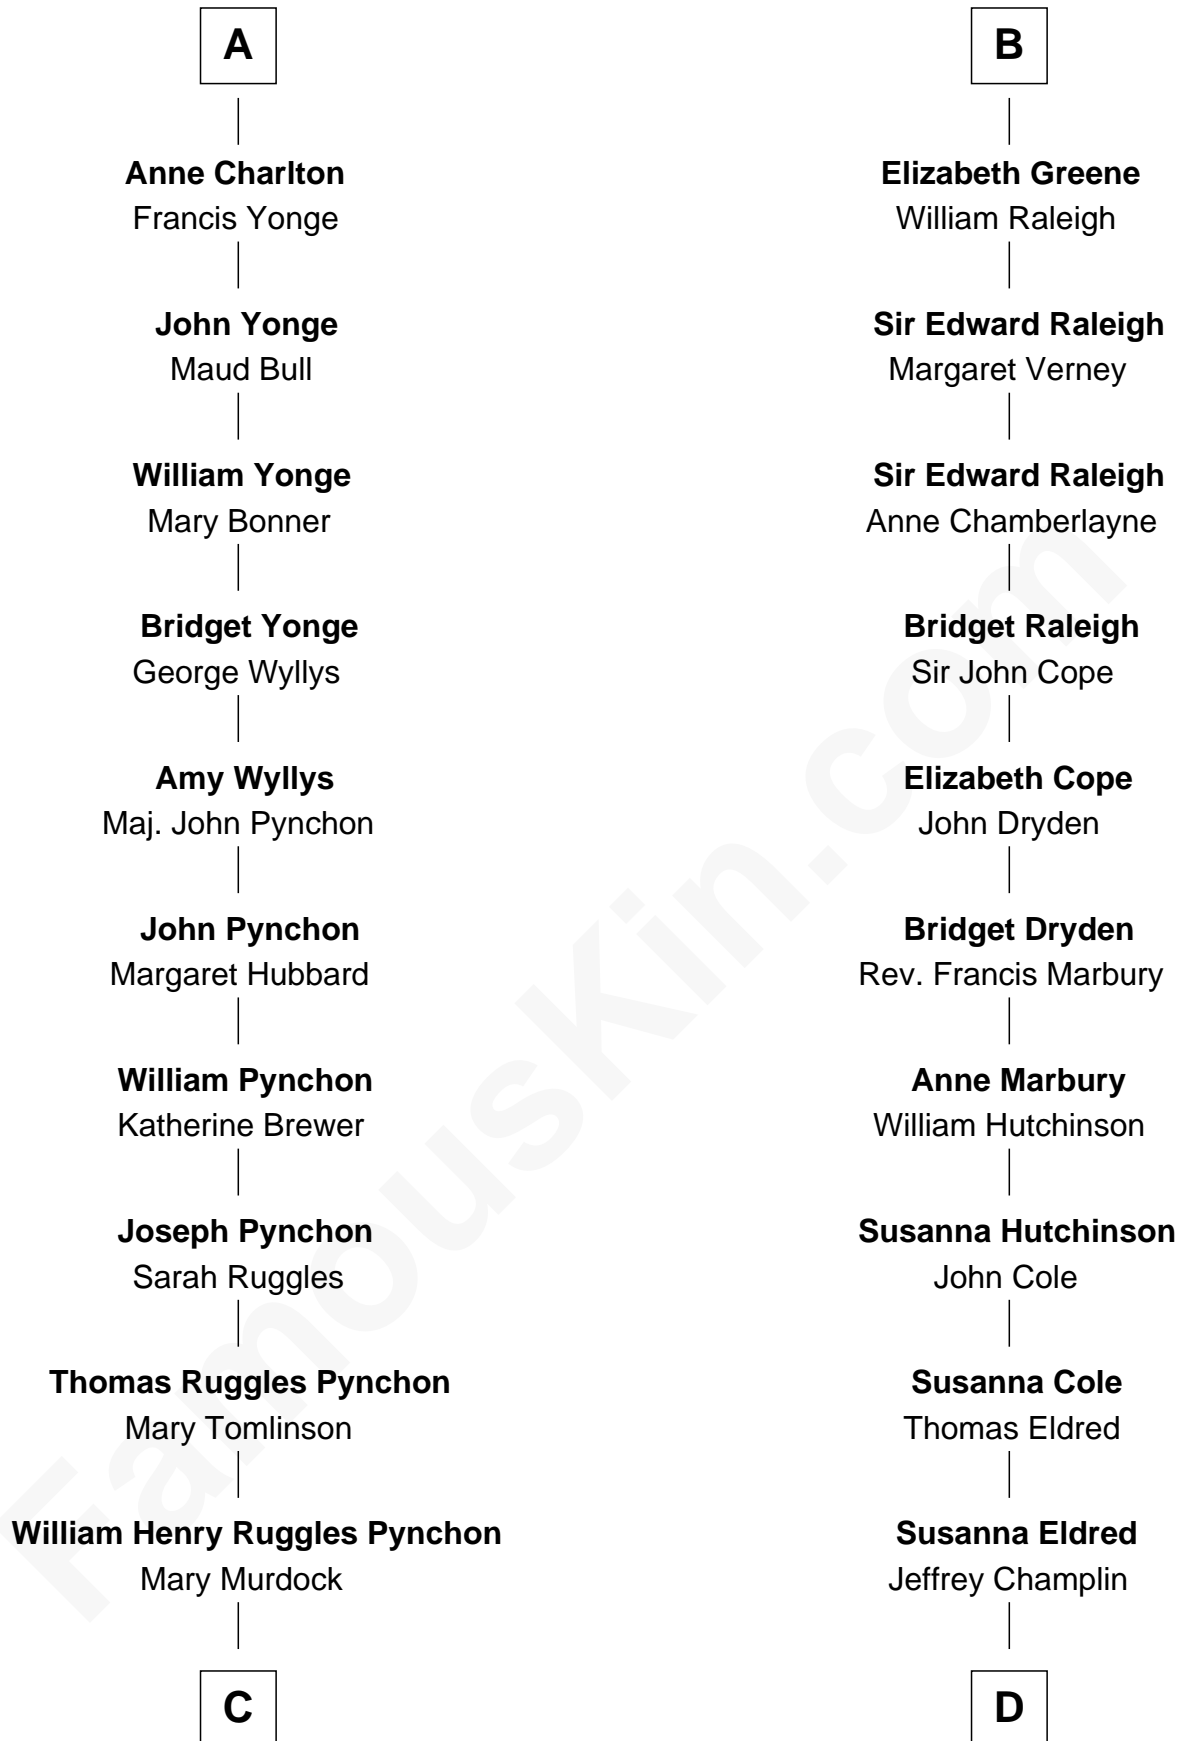 A
Anne Charlton
Francis Yonge
John Yonge
Maud Bull
William Yonge
Mary Bonner
Bridget Yonge
George Wyllys
Amy Wyllys
Maj. John Pynchon
John Pynchon
Margaret Hubbard
William Pynchon
Katherine Brewer
Joseph Pynchon
Sarah Ruggles
Thomas Ruggles Pynchon
Mary Tomlinson
William Henry Ruggles Pynchon
Mary Murdock
C
B
Elizabeth Greene
William Raleigh
Sir Edward Raleigh
Margaret Verney
Sir Edward Raleigh
Anne Chamberlayne
Bridget Raleigh
Sir John Cope
Elizabeth Cope
John Dryden
Bridget Dryden
Rev. Francis Marbury
Anne Marbury
William Hutchinson
Susanna Hutchinson
John Cole
Susanna Cole
Thomas Eldred
Susanna Eldred
Jeffrey Champlin
D
FamousKin.com